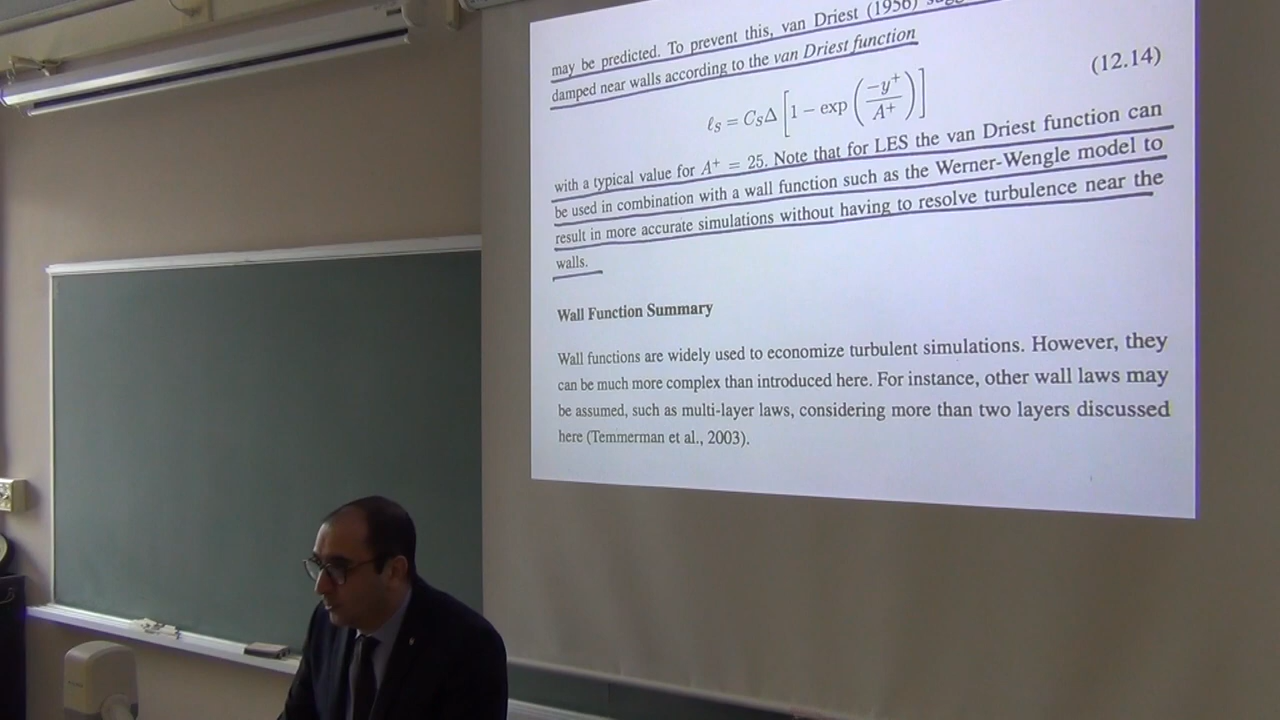 may be predicted. To prevent this, van Driest (1956)
damped near walls according to the van Driest function
ℓS = CSΔ [1 − exp (−y+ / A+)] (12.14)
with a typical value for A+ = 25. Note that for LES the van Driest function can
be used in combination with a wall function such as the Werner-Wengle model to
result in more accurate simulations without having to resolve turbulence near the
walls.
Wall Function Summary
Wall functions are widely used to economize turbulent simulations. However, they
can be much more complex than introduced here. For instance, other wall laws may
be assumed, such as multi-layer laws, considering more than two layers discussed
here (Temmerman et al., 2003).